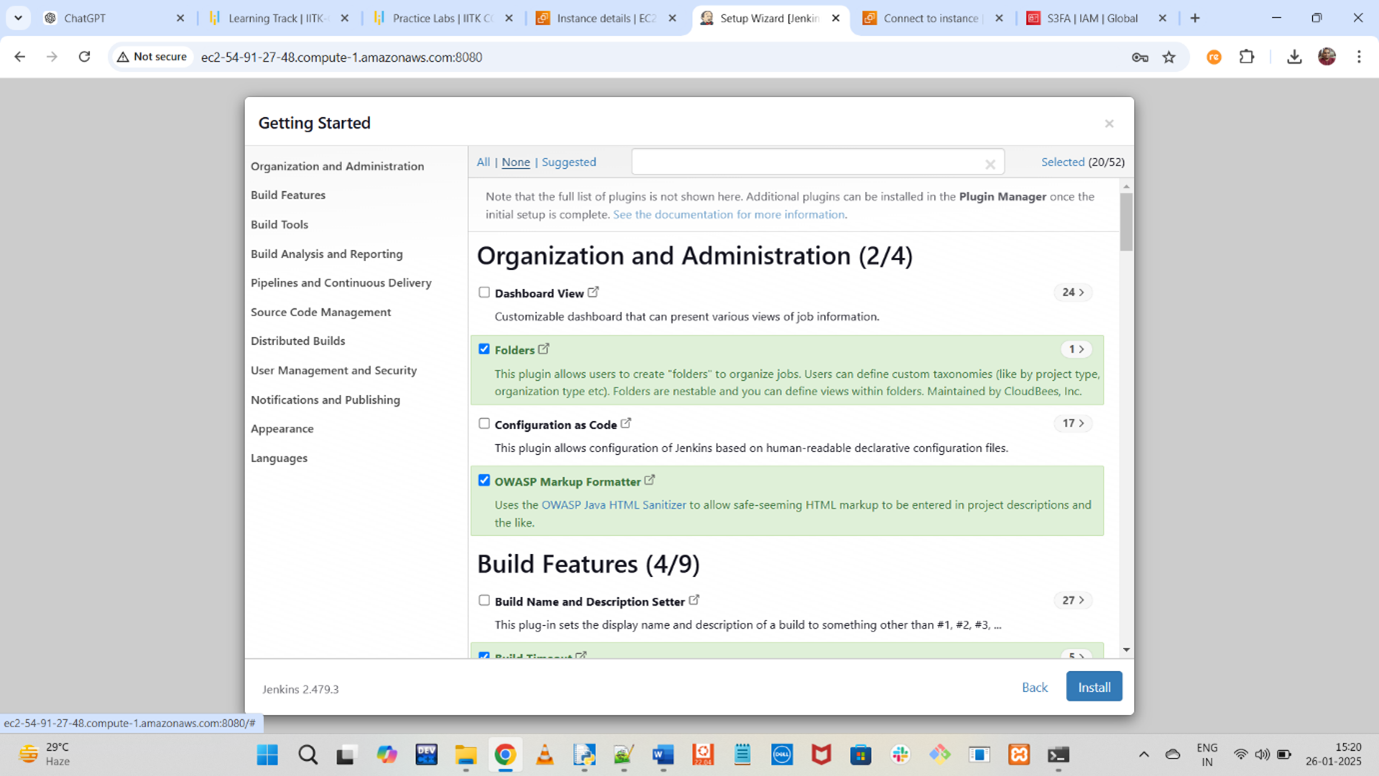 ChatGPT
Learning Track | IITK-
Practice Labs | IITK CC
Instance details | EC2
Setup Wizard [Jenkin
Connect to instance |
S3FA | IAM | Global
Not secure
ec2-54-91-27-48.compute-1.amazonaws.com:8080
Getting Started
Organization and Administration
Build Features
Build Tools
Build Analysis and Reporting
Pipelines and Continuous Delivery
Source Code Management
Distributed Builds
User Management and Security
Notifications and Publishing
Appearance
Languages
All | None | Suggested
Selected (20/52)
Note that the full list of plugins is not shown here. Additional plugins can be installed in the Plugin Manager once the
initial setup is complete. See the documentation for more information.
Organization and Administration (2/4)
Dashboard View
24 >
Customizable dashboard that can present various views of job information.
Folders
1 >
This plugin allows users to create "folders" to organize jobs. Users can define custom taxonomies (like by project type,
organization type etc). Folders are nestable and you can define views within folders. Maintained by CloudBees, Inc.
Configuration as Code
17 >
This plugin allows configuration of Jenkins based on human-readable declarative configuration files.
OWASP Markup Formatter
Uses the OWASP Java HTML Sanitizer to allow safe-seeming HTML markup to be entered in project descriptions and
the like.
Build Features (4/9)
Build Name and Description Setter
27 >
This plug-in sets the display name and description of a build to something other than #1, #2, #3, ...
Build Timeout
5 >
Jenkins 2.479.3
Back
Install
ec2-54-91-27-48.compute-1.amazonaws.com:8080/#
29°C
Haze
ENG
IN
15:20
26-01-2025